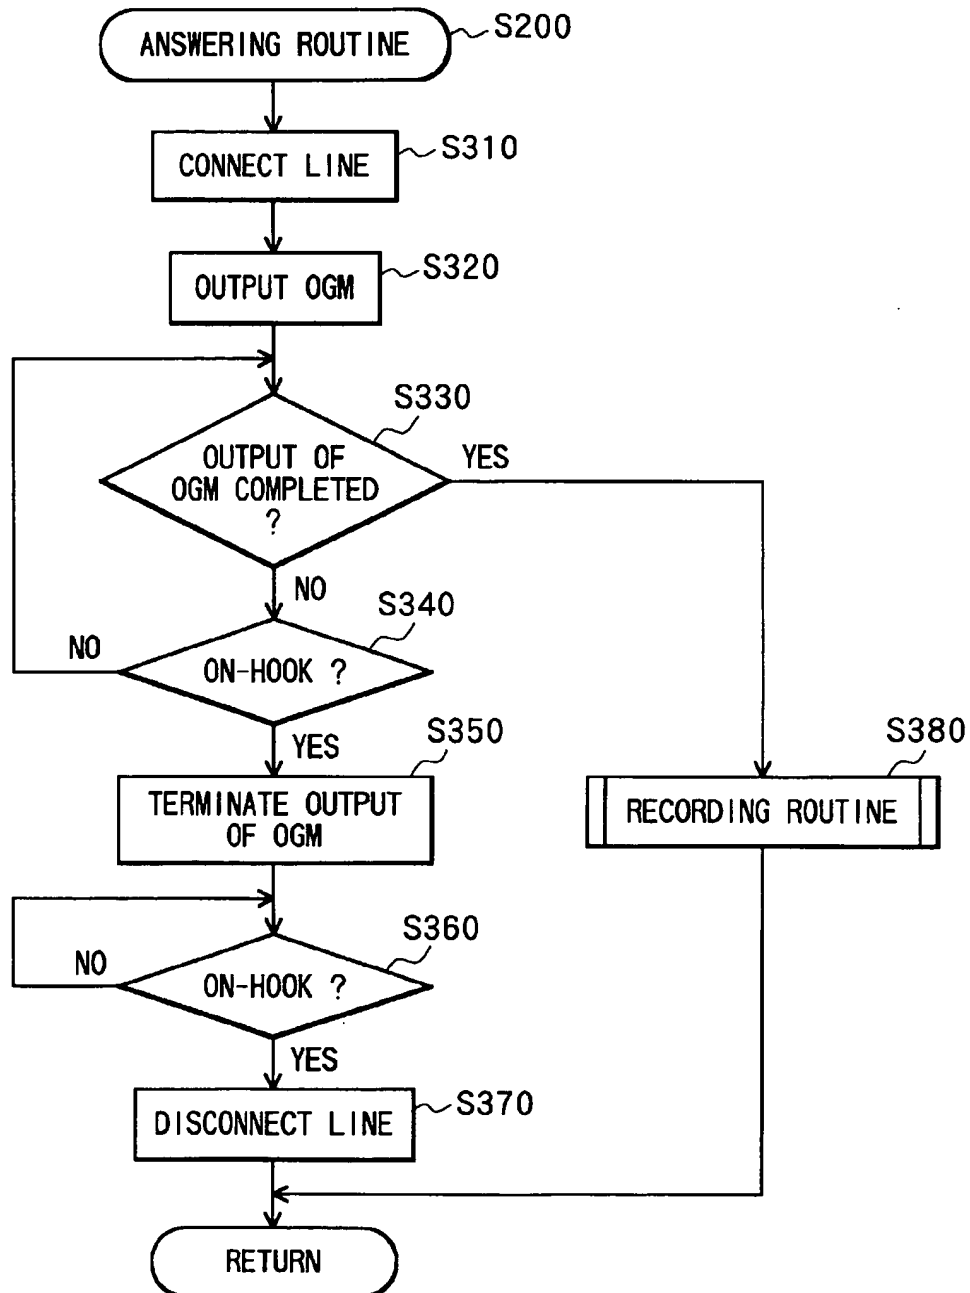 ANSWERING ROUTINE
S200
CONNECT LINE
S310
OUTPUT OGM
S320
S330
OUTPUT OF
OGM COMPLETED
?
YES
NO
S340
NO
ON-HOOK ?
YES
S350
TERMINATE OUTPUT
OF OGM
S380
RECORDING ROUTINE
S360
NO
ON-HOOK ?
YES
DISCONNECT LINE
S370
RETURN